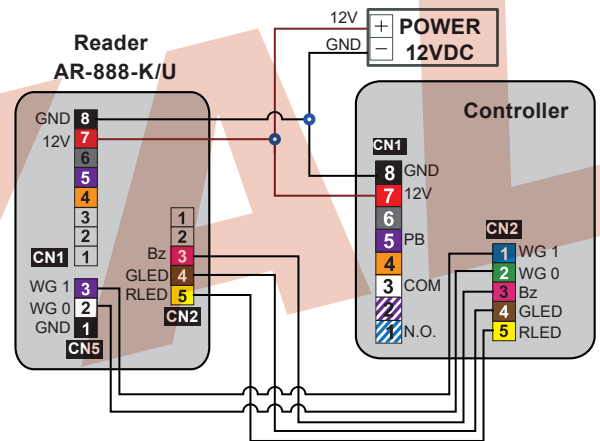 12V
+ POWER
GND
− 12VDC
Reader
AR-888-K/U
Controller
GND 8
12V 7
6
5
4
3
2
CN1 1
1
2
Bz 3
GLED 4
RLED 5
CN2
WG 1 3
WG 0 2
GND 1
CN5
CN1
8 GND
7 12V
6
5 PB
4
3 COM
2
1 N.O.
CN2
1 WG 1
2 WG 0
3 Bz
4 GLED
5 RLED